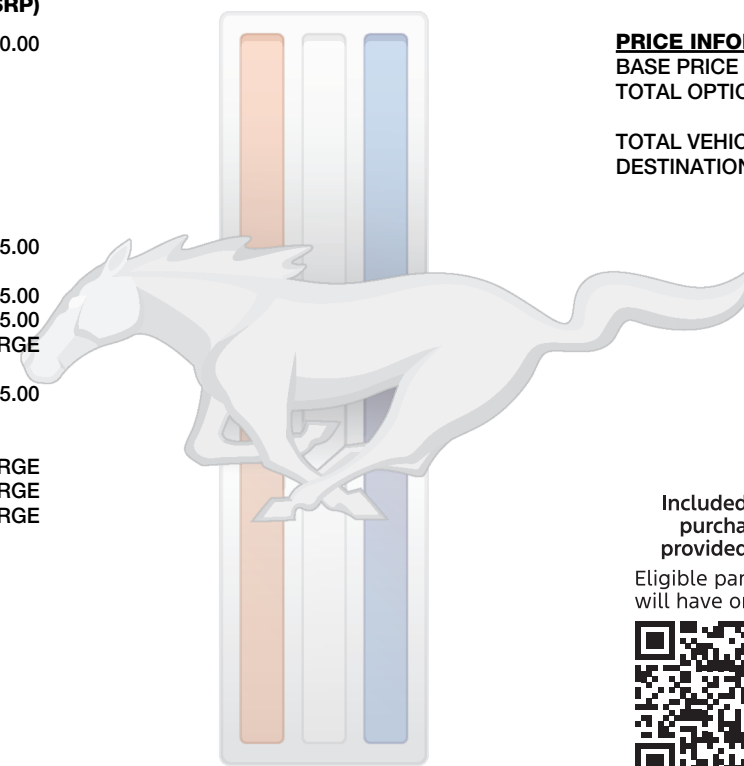 SRP)
0.00
5.00
5.00
5.00
RGE
5.00
RGE
RGE
RGE
PRICE INFO
BASE PRICE
TOTAL OPTIO
TOTAL VEHIC
DESTINATION
Included
purcha
provided
Eligible par
will have o